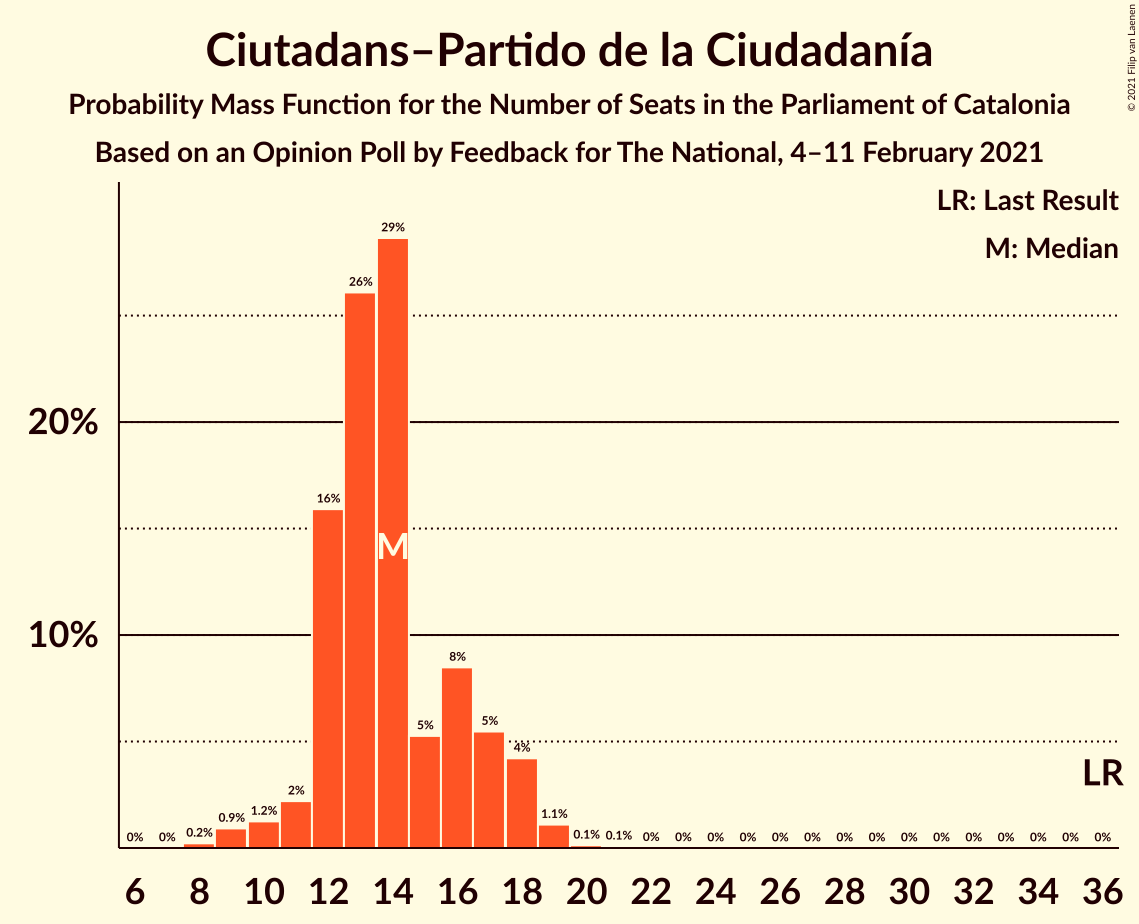 Ciutadans–Partido de la Ciudadanía
Probability Mass Function for the Number of Seats in the Parliament of Catalonia
Based on an Opinion Poll by Feedback for The National, 4–11 February 2021
© 2021 Filip van Laenen
LR: Last Result
M: Median
20%
10%
0% 0% 0.2% 0.9% 1.2% 2% 16% 26% 29% 5% 8% 5% 4% 1.1% 0.1% 0.1% 0% 0% 0% 0% 0% 0% 0% 0% 0% 0% 0% 0% 0% 0% 0%
M
LR
6 8 10 12 14 16 18 20 22 24 26 28 30 32 34 36